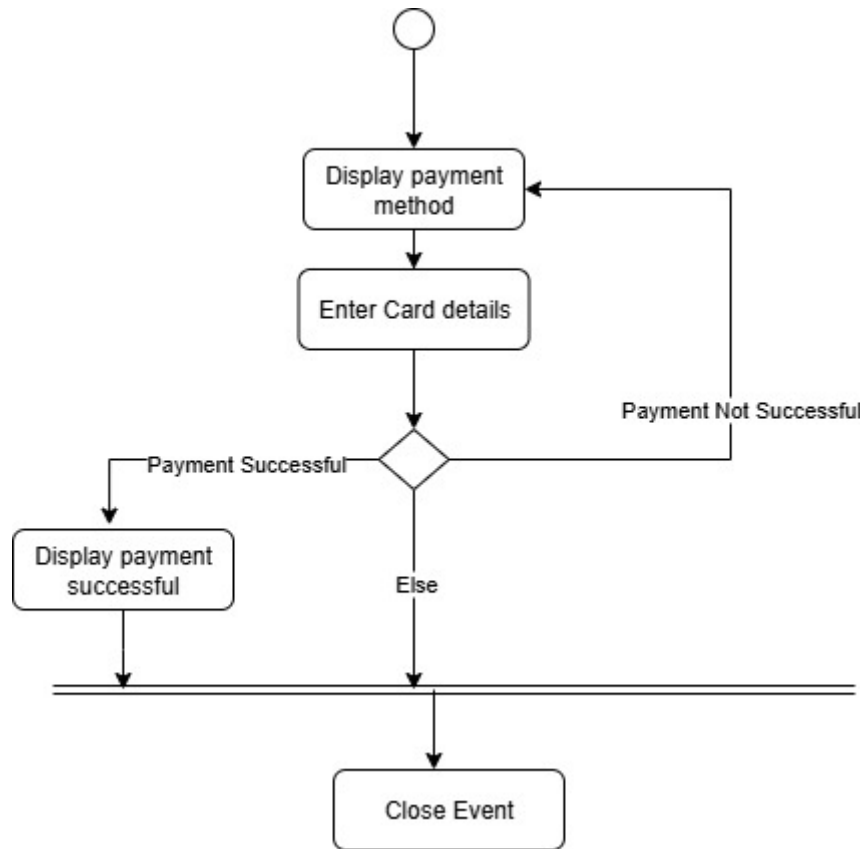 Display payment
method
Enter Card details
Payment Not Successful
Payment Successful
Display payment
successful
Else
Close Event